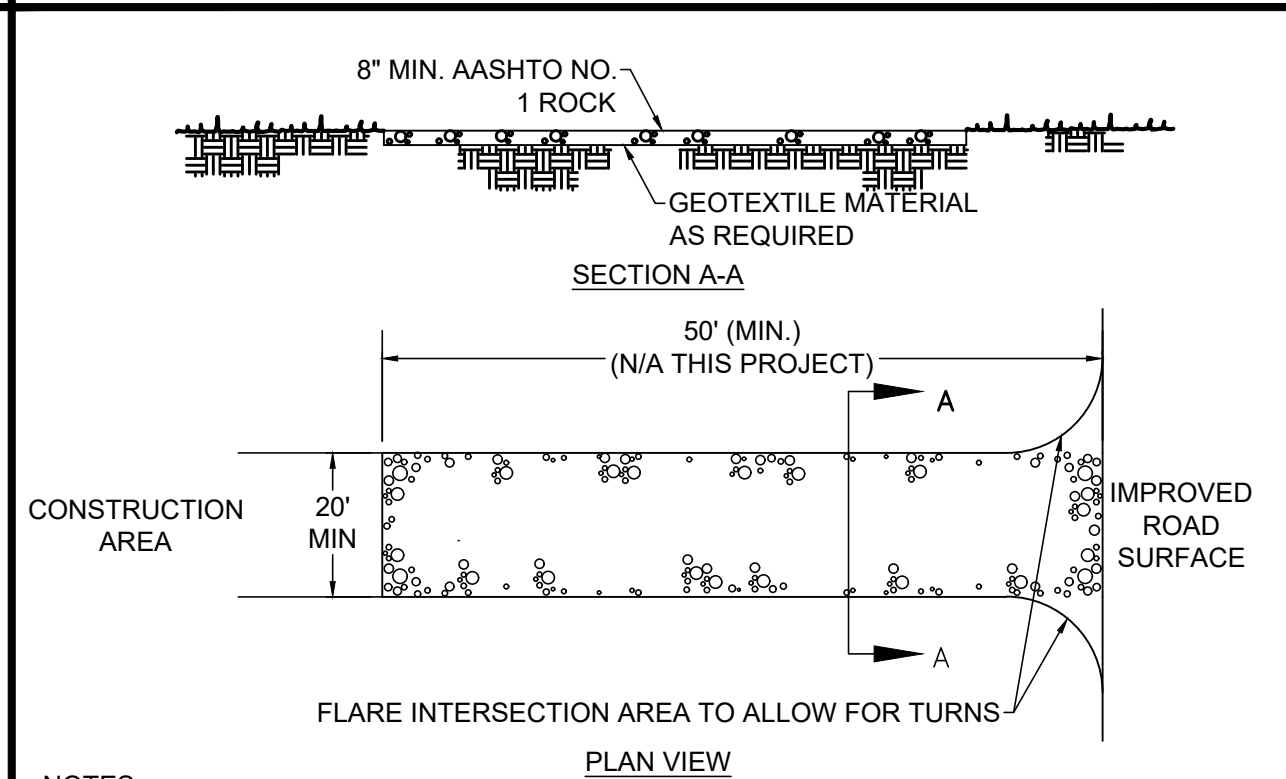 8" MIN. AASHTO NO.
1 ROCK
GEOTEXTILE MATERIAL
AS REQUIRED
SECTION A-A
50' (MIN.)
(N/A THIS PROJECT)
A
CONSTRUCTION
AREA
20'
MIN
IMPROVED
ROAD
SURFACE
A
FLARE INTERSECTION AREA TO ALLOW FOR TURNS
PLAN VIEW
NOTES